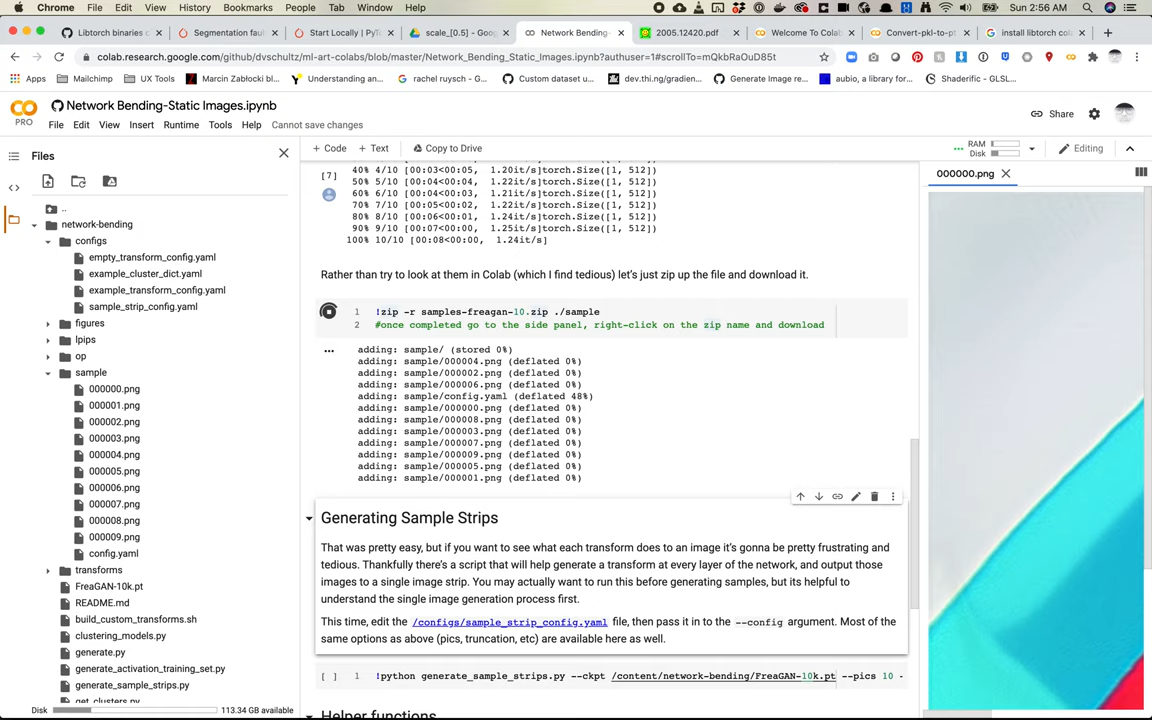 Chrome File Edit View History Bookmarks People Tab Window Help Sun 2:56 AM
Libtorch binaries c
Segmentation faul
Start Locally | PyT
scale_[0.5] - Goog
Network Bending-
2005.12420.pdf
Welcome To Colab
Convert-pkl-to-pt
install libtorch col
colab.research.google.com/github/dvschultz/ml-art-colabs/blob/master/Network_Bending_Static_Images.ipynb?authuser=1#scrollTo=mQkbRaOuD85t
Apps Mailchimp UX Tools Marcin Zabłocki b... Understanding an... rachel ruysch - G... Custom dataset u... dev.thi.ng/gradien... Generate Image re... aubio, a library for... Shaderific - GLSL...
Network Bending-Static Images.ipynb
PRO
File Edit View Insert Runtime Tools Help Cannot save changes
Share
Files
+ Code + Text Copy to Drive
RAM
Disk
Editing
..
network-bending
configs
empty_transform_config.yaml
example_cluster_dict.yaml
example_transform_config.yaml
sample_strip_config.yaml
figures
lpips
op
sample
000000.png
000001.png
000002.png
000003.png
000004.png
000005.png
000006.png
000007.png
000008.png
000009.png
config.yaml
transforms
FreaGAN-10k.pt
README.md
build_custom_transforms.sh
clustering_models.py
generate.py
generate_activation_training_set.py
generate_sample_strips.py
get_clusters.py
Disk 113.34 GB available
[7]
40% 4/10 [00:03<00:05, 1.20it/s]torch.Size([1, 512])
50% 5/10 [00:04<00:04, 1.22it/s]torch.Size([1, 512])
60% 6/10 [00:04<00:03, 1.21it/s]torch.Size([1, 512])
70% 7/10 [00:05<00:02, 1.22it/s]torch.Size([1, 512])
80% 8/10 [00:06<00:01, 1.24it/s]torch.Size([1, 512])
90% 9/10 [00:07<00:00, 1.25it/s]torch.Size([1, 512])
100% 10/10 [00:08<00:00, 1.24it/s]
Rather than try to look at them in Colab (which I find tedious) let's just zip up the file and download it.
1 !zip -r samples-freagan-10.zip ./sample
2 #once completed go to the side panel, right-click on the zip name and download
adding: sample/ (stored 0%)
adding: sample/000004.png (deflated 0%)
adding: sample/000002.png (deflated 0%)
adding: sample/000006.png (deflated 0%)
adding: sample/config.yaml (deflated 48%)
adding: sample/000000.png (deflated 0%)
adding: sample/000008.png (deflated 0%)
adding: sample/000003.png (deflated 0%)
adding: sample/000007.png (deflated 0%)
adding: sample/000009.png (deflated 0%)
adding: sample/000005.png (deflated 0%)
adding: sample/000001.png (deflated 0%)
Generating Sample Strips
That was pretty easy, but if you want to see what each transform does to an image it's gonna be pretty frustrating and
tedious. Thankfully there's a script that will help generate a transform at every layer of the network, and output those
images to a single image strip. You may actually want to run this before generating samples, but its helpful to
understand the single image generation process first.
This time, edit the /configs/sample_strip_config.yaml file, then pass it in to the --config argument. Most of the
same options as above (pics, truncation, etc) are available here as well.
[ ] 1 !python generate_sample_strips.py --ckpt /content/network-bending/FreaGAN-10k.pt --pics 10 -
Helper functions
000000.png